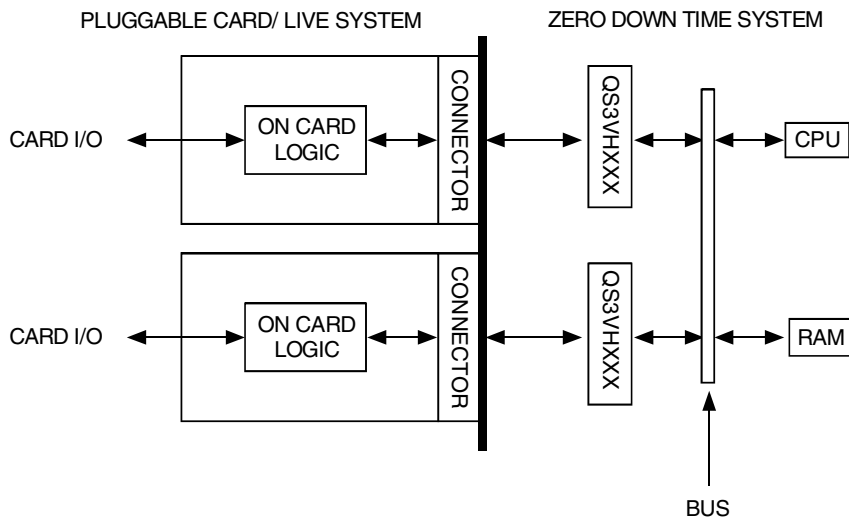 PLUGGABLE CARD/ LIVE SYSTEM
ZERO DOWN TIME SYSTEM
CARD I/O
ON CARD
LOGIC
CONNECTOR
QS3VHXXX
CPU
CARD I/O
ON CARD
LOGIC
CONNECTOR
QS3VHXXX
RAM
BUS